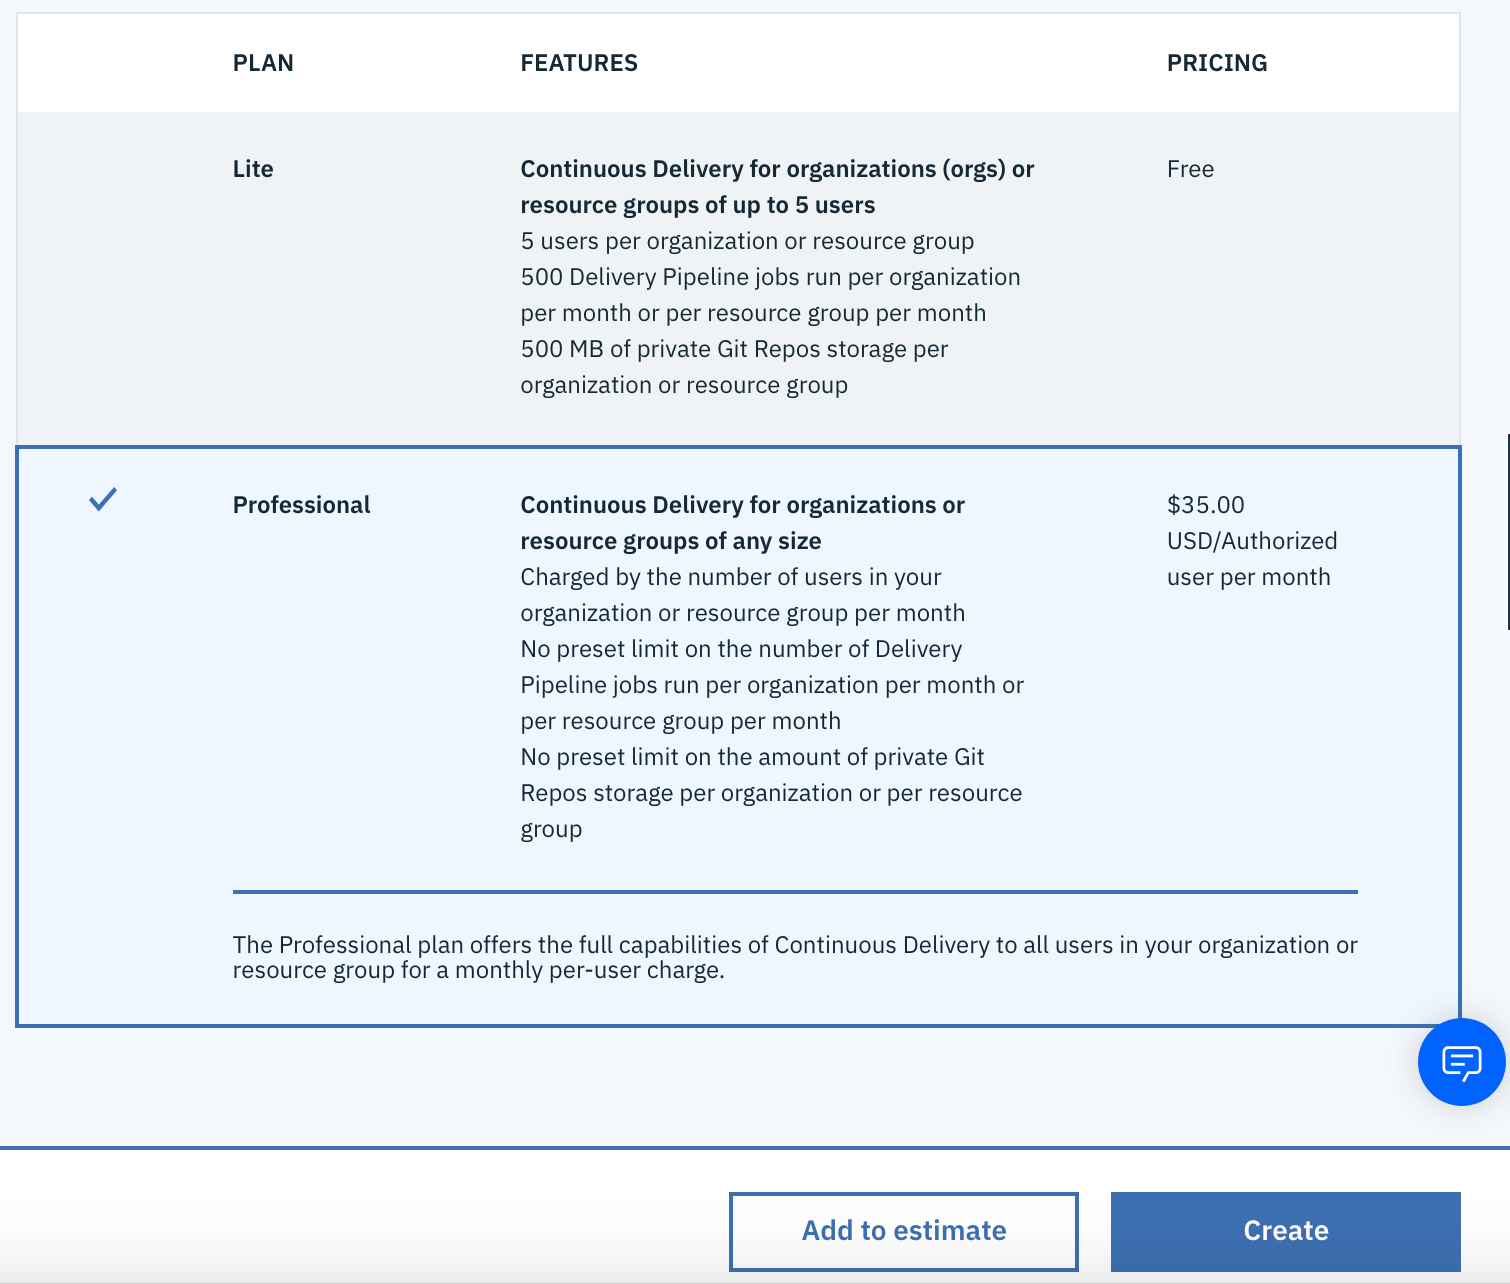 PLAN FEATURES PRICING
Lite
Continuous Delivery for organizations (orgs) or
resource groups of up to 5 users
5 users per organization or resource group
500 Delivery Pipeline jobs run per organization
per month or per resource group per month
500 MB of private Git Repos storage per
organization or resource group
Free
Professional
Continuous Delivery for organizations or
resource groups of any size
Charged by the number of users in your
organization or resource group per month
No preset limit on the number of Delivery
Pipeline jobs run per organization per month or
per resource group per month
No preset limit on the amount of private Git
Repos storage per organization or per resource
group
$35.00
USD/Authorized
user per month
The Professional plan offers the full capabilities of Continuous Delivery to all users in your organization or
resource group for a monthly per-user charge.
Add to estimate
Create